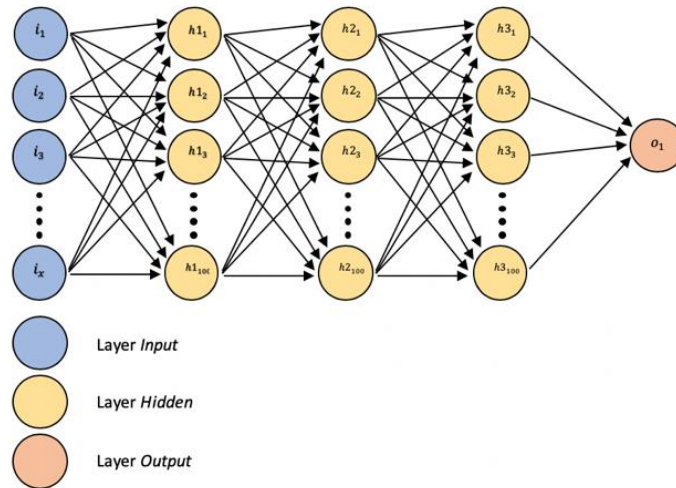 i₁ h1₁ h2₁ h3₁
i₂ h1₂ h2₂ h3₂
i₃ h1₃ h2₃ h3₃
o₁
iₓ h1₁₀₀ h2₁₀₀ h3₁₀₀
Layer Input
Layer Hidden
Layer Output